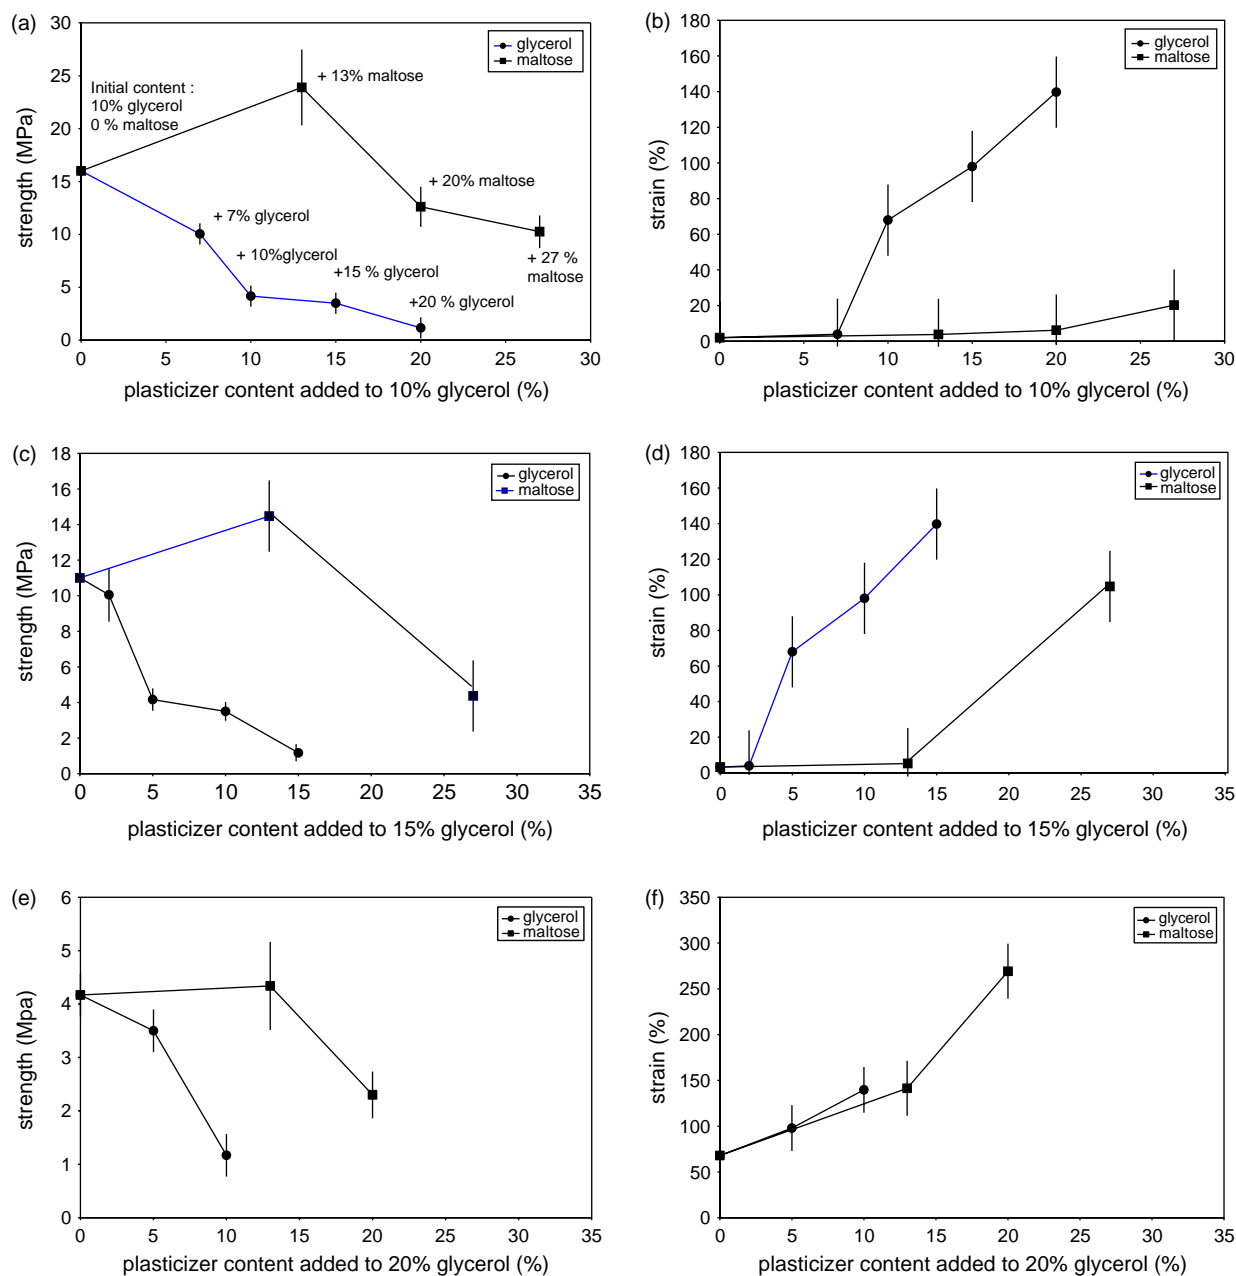 (a)
30
25
20
15
10
5
0
strength (MPa)
glycerol
maltose
Initial content :
10% glycerol
0 % maltose
+ 13% maltose
+ 20% maltose
+ 7% glycerol
+ 10%glycerol
+15 % glycerol
+20 % glycerol
+ 27 %
maltose
0 5 10 15 20 25 30
plasticizer content added to 10% glycerol (%)
(b)
180
160
140
120
100
80
60
40
20
0
strain (%)
glycerol
maltose
0 5 10 15 20 25 30
plasticizer content added to 10% glycerol (%)
(c)
18
16
14
12
10
8
6
4
2
0
strength (MPa)
glycerol
maltose
0 5 10 15 20 25 30 35
plasticizer content added to 15% glycerol (%)
(d)
180
160
140
120
100
80
60
40
20
0
strain (%)
glycerol
maltose
0 5 10 15 20 25 30 35
plasticizer content added to 15% glycerol (%)
(e)
6
5
4
3
2
1
0
strength (Mpa)
glycerol
maltose
0 5 10 15 20 25 30 35
plasticizer content added to 20% glycerol (%)
(f)
350
300
250
200
150
100
50
0
strain (%)
glycerol
maltose
0 5 10 15 20 25 30 35
plasticizer content added to 20% glycerol (%)